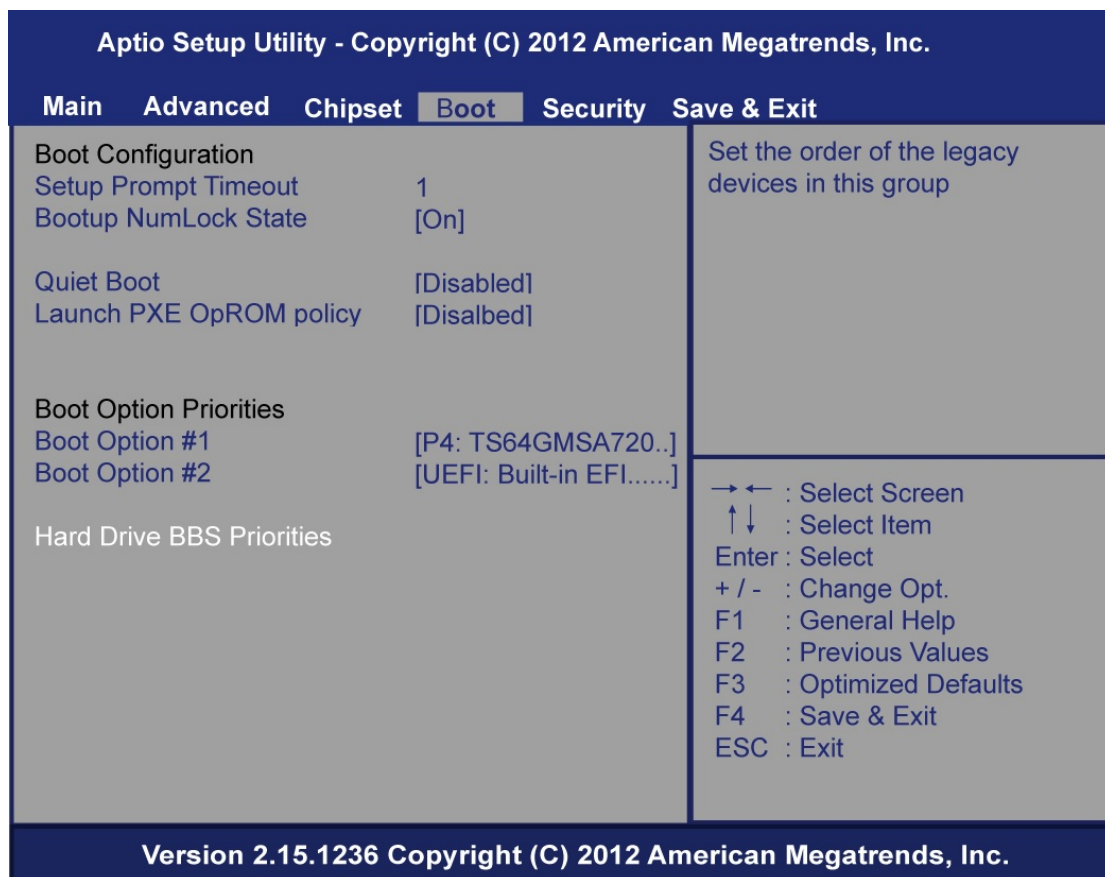 Aptio Setup Utility - Copyright (C) 2012 American Megatrends, Inc.
Main Advanced Chipset Boot Security Save & Exit
Boot Configuration
Setup Prompt Timeout 1
Bootup NumLock State [On]
Quiet Boot [Disabled]
Launch PXE OpROM policy [Disalbed]
Boot Option Priorities
Boot Option #1 [P4: TS64GMSA720..]
Boot Option #2 [UEFI: Built-in EFI......]
Hard Drive BBS Priorities
Set the order of the legacy
devices in this group
→ ← : Select Screen
↑↓ : Select Item
Enter : Select
+ / - : Change Opt.
F1 : General Help
F2 : Previous Values
F3 : Optimized Defaults
F4 : Save & Exit
ESC : Exit
Version 2.15.1236 Copyright (C) 2012 American Megatrends, Inc.